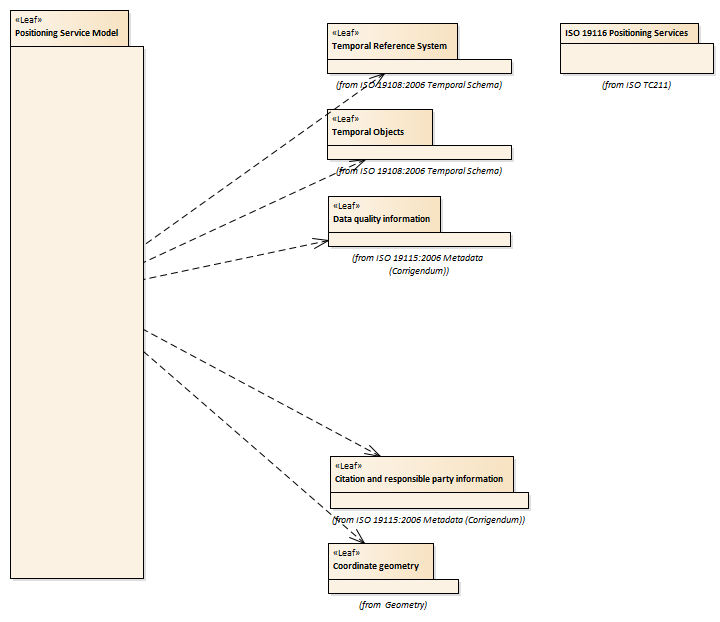 «Leaf»
Positioning Service Model
«Leaf»
Temporal Reference System
(from ISO 19108:2006 Temporal Schema)
ISO 19116 Positioning Services
(from ISO TC211)
«Leaf»
Temporal Objects
(from ISO 19108:2006 Temporal Schema)
«Leaf»
Data quality information
(from ISO 19115:2006 Metadata
(Corrigendum))
«Leaf»
Citation and responsible party information
(from ISO 19115:2006 Metadata (Corrigendum))
«Leaf»
Coordinate geometry
(from Geometry)